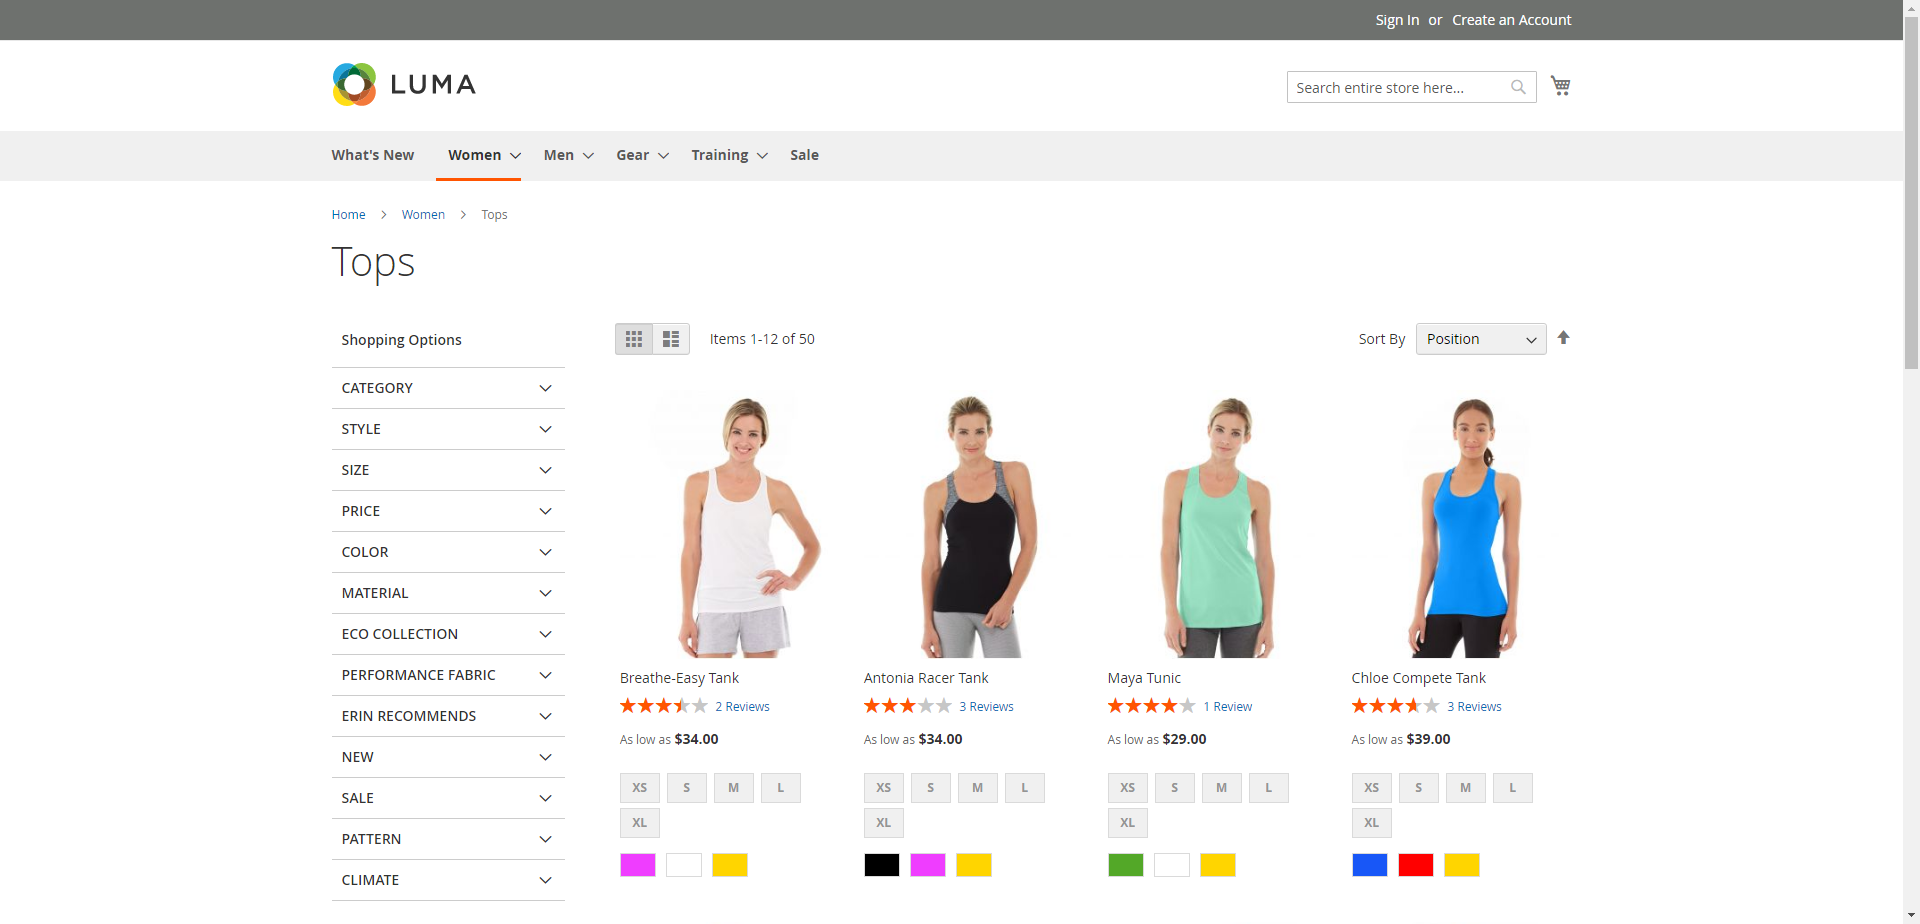 Sign In or Create an Account
LUMA
Search entire store here...
What's New Women Men Gear Training Sale
Home Women Tops
Tops
Shopping Options
CATEGORY
STYLE
SIZE
PRICE
COLOR
MATERIAL
ECO COLLECTION
PERFORMANCE FABRIC
ERIN RECOMMENDS
NEW
SALE
PATTERN
CLIMATE
Items 1-12 of 50
Sort By Position
Breathe-Easy Tank
2 Reviews
As low as $34.00
XS S M L
XL
Antonia Racer Tank
3 Reviews
As low as $34.00
XS S M L
XL
Maya Tunic
1 Review
As low as $29.00
XS S M L
XL
Chloe Compete Tank
3 Reviews
As low as $39.00
XS S M L
XL